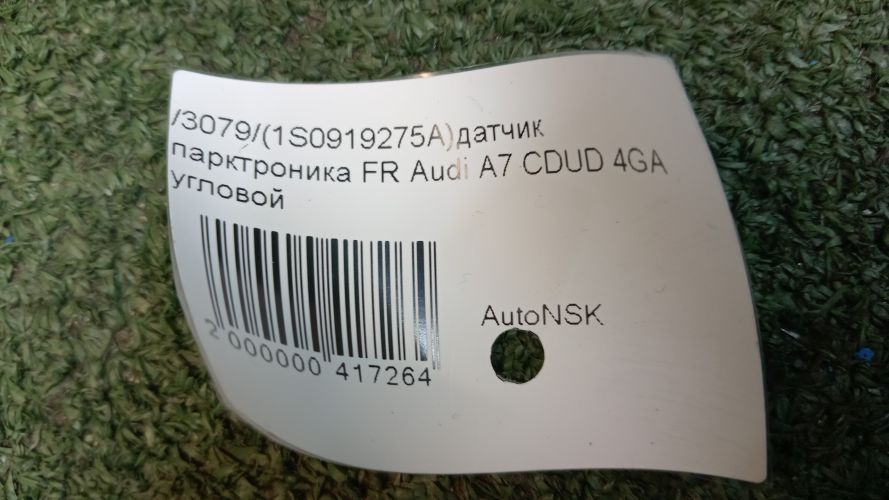 /3079/(1S0919275A)датчик
парктроника FR Audi A7 CDUD 4GA
угловой
AutoNSK
2 000000 417264